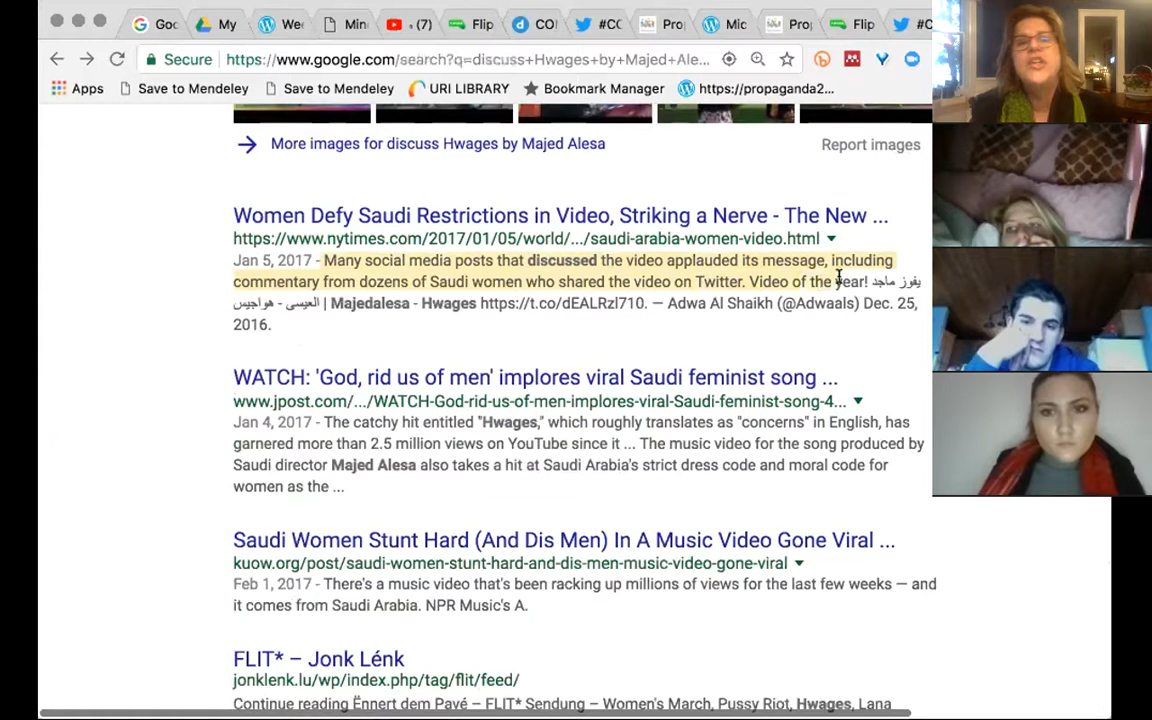 Goc
My
Wee
Min
(7)
Flip
COI
#CC
Proj
Mic
Proj
Flip
#C
Secure
https://www.google.com/search?q=discuss+Hwages+by+Majed+Ale...
Apps
Save to Mendeley
Save to Mendeley
URI LIBRARY
Bookmark Manager
https://propaganda2...
More images for discuss Hwages by Majed Alesa
Report images
Women Defy Saudi Restrictions in Video, Striking a Nerve - The New ...
https://www.nytimes.com/2017/01/05/world/.../saudi-arabia-women-video.html
Jan 5, 2017 - Many social media posts that discussed the video applauded its message, including
commentary from dozens of Saudi women who shared the video on Twitter. Video of the year! يفوز ماجد
العيسى - هواجيس | Majedalesa - Hwages https://t.co/dEALRzl710. — Adwa Al Shaikh (@Adwaals) Dec. 25,
2016.
WATCH: 'God, rid us of men' implores viral Saudi feminist song ...
www.jpost.com/.../WATCH-God-rid-us-of-men-implores-viral-Saudi-feminist-song-4...
Jan 4, 2017 - The catchy hit entitled "Hwages," which roughly translates as "concerns" in English, has
garnered more than 2.5 million views on YouTube since it ... The music video for the song produced by
Saudi director Majed Alesa also takes a hit at Saudi Arabia's strict dress code and moral code for
women as the ...
Saudi Women Stunt Hard (And Dis Men) In A Music Video Gone Viral ...
kuow.org/post/saudi-women-stunt-hard-and-dis-men-music-video-gone-viral
Feb 1, 2017 - There's a music video that's been racking up millions of views for the last few weeks — and
it comes from Saudi Arabia. NPR Music's A.
FLIT* – Jonk Lénk
jonklenk.lu/wp/index.php/tag/flit/feed/
Continue reading Ënnert dem Pavé – FLIT* Sendung – Women's March, Pussy Riot, Hwages, Lana